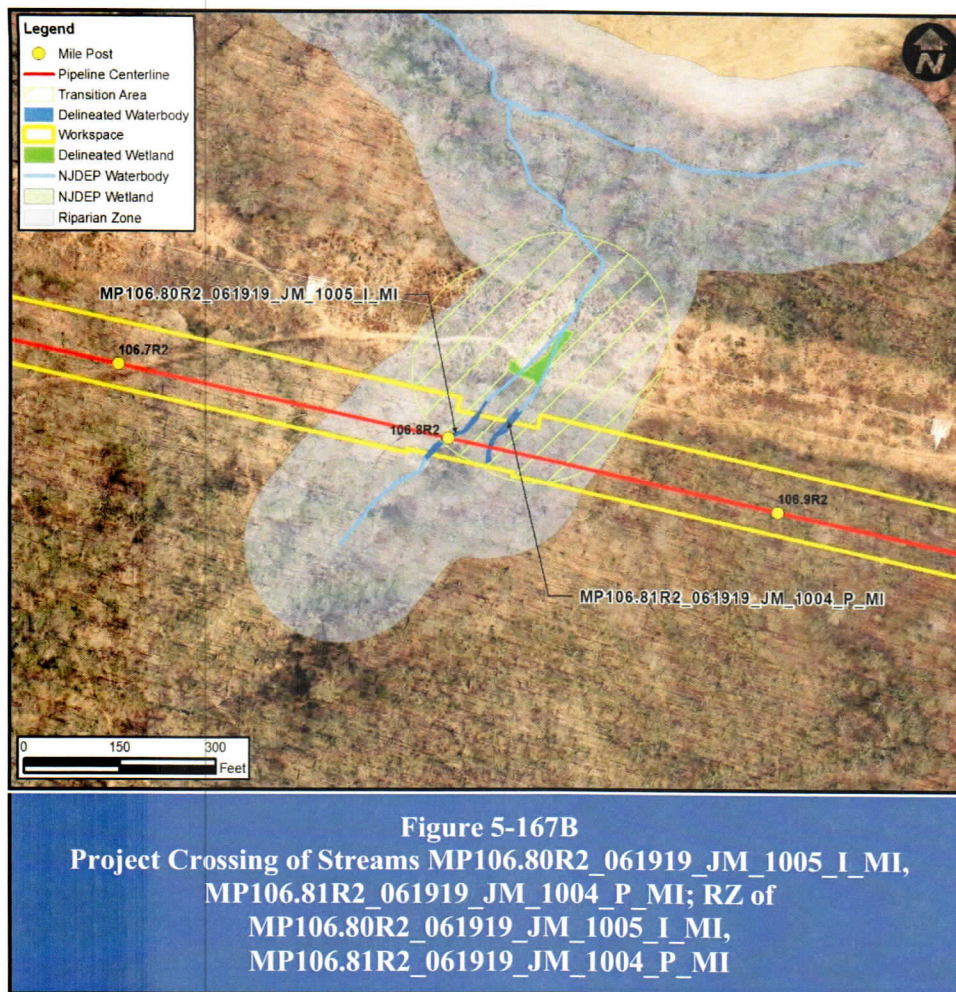 Legend
Mile Post
Pipeline Centerline
Transition Area
Delineated Waterbody
Workspace
Delineated Wetland
NJDEP Waterbody
NJDEP Wetland
Riparian Zone
N
MP106.80R2_061919_JM_1005_I_MI
106.7R2
106.8R2
106.9R2
MP106.81R2_061919_JM_1004_P_MI
0 150 300
Feet
Figure 5-167B
Project Crossing of Streams MP106.80R2_061919_JM_1005_I_MI,
MP106.81R2_061919_JM_1004_P_MI; RZ of
MP106.80R2_061919_JM_1005_I_MI,
MP106.81R2_061919_JM_1004_P_MI